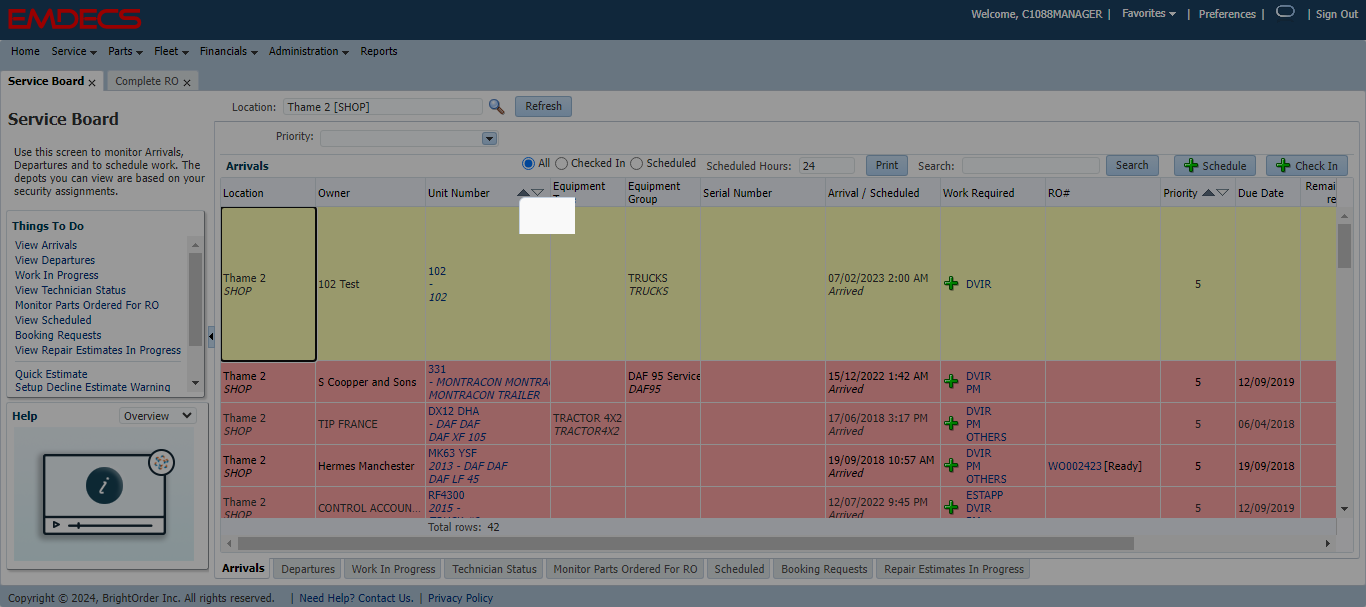 EMDECS
Welcome, C1088MANAGER | Favorites | Preferences | | Sign Out
Home Service Parts Fleet Financials Administration Reports
Service Board x Complete RO x
Service Board
Use this screen to monitor Arrivals,
Departures and to schedule work. The
depots you can view are based on your
security assignments.
Things To Do
View Arrivals
View Departures
Work In Progress
View Technician Status
Monitor Parts Ordered For RO
View Scheduled
Booking Requests
View Repair Estimates In Progress
Quick Estimate
Setup Decline Estimate Warning
Help Overview
i
Location: Thame 2 [SHOP] Refresh
Priority:
Arrivals All Checked In Scheduled Scheduled Hours: 24 Print Search: Search Schedule Check In
Location Owner Unit Number Equipment Equipment Group Serial Number Arrival / Scheduled Work Required RO# Priority Due Date Remai re
Thame 2 SHOP 102 Test 102 - 102 TRUCKS TRUCKS 07/02/2023 2:00 AM Arrived DVIR 5
Thame 2 SHOP S Coopper and Sons 331 - MONTRACON MONTRA MONTRACON TRAILER DAF 95 Service DAF95 15/12/2022 1:42 AM Arrived DVIR PM 5 12/09/2019
Thame 2 SHOP TIP FRANCE DX12 DHA - DAF DAF DAF XF 105 TRACTOR 4X2 TRACTOR4X2 17/06/2018 3:17 PM Arrived DVIR PM OTHERS 5 06/04/2018
Thame 2 SHOP Hermes Manchester MK63 YSF 2013 - DAF DAF DAF LF 45 19/09/2018 10:57 AM Arrived DVIR PM OTHERS WO002423 [Ready] 5 19/09/2018
Thame 2 SHOP CONTROL ACCOUN... RF4300 2015 - 12/07/2022 9:45 PM Arrived ESTAPP DVIR PM 5 12/09/2019
Total rows: 42
Arrivals Departures Work In Progress Technician Status Monitor Parts Ordered For RO Scheduled Booking Requests Repair Estimates In Progress
Copyright © 2024, BrightOrder Inc. All rights reserved. | Need Help? Contact Us. | Privacy Policy